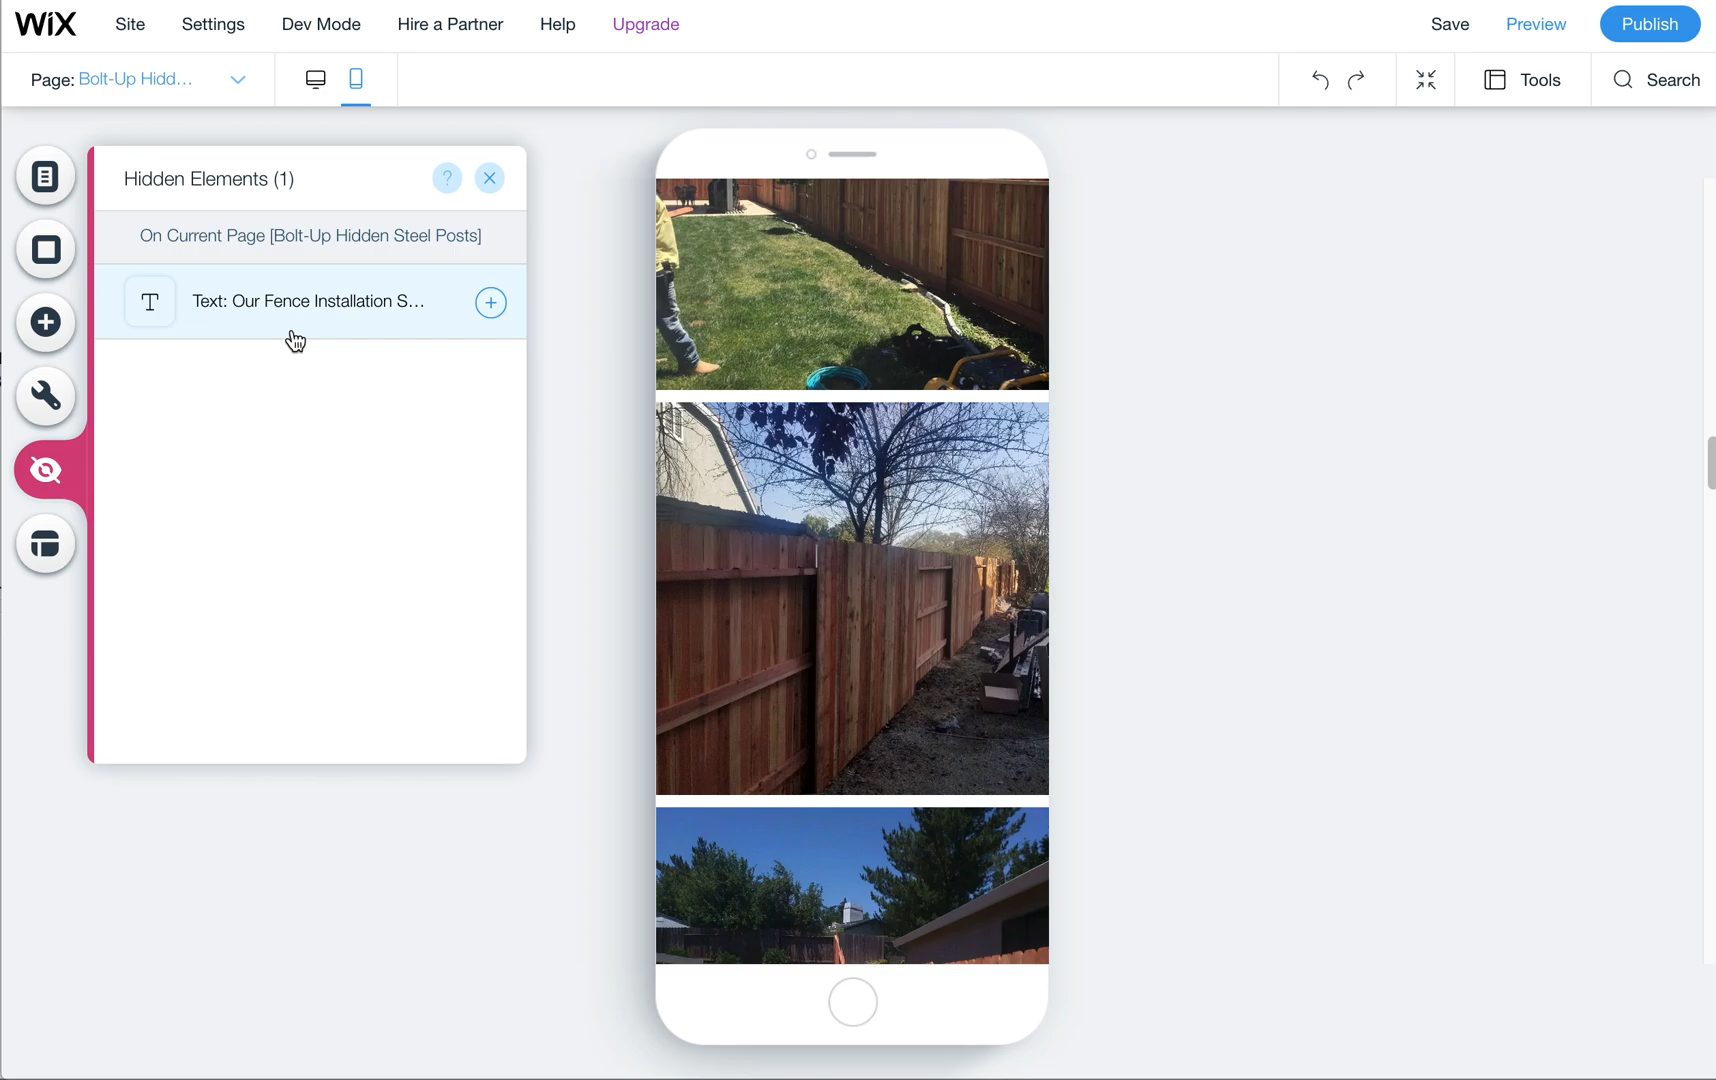 WiX Site Settings Dev Mode Hire a Partner Help Upgrade Save Preview Publish
Page: Bolt-Up Hidd... Tools Search
Hidden Elements (1) ?
On Current Page [Bolt-Up Hidden Steel Posts]
T Text: Our Fence Installation S...